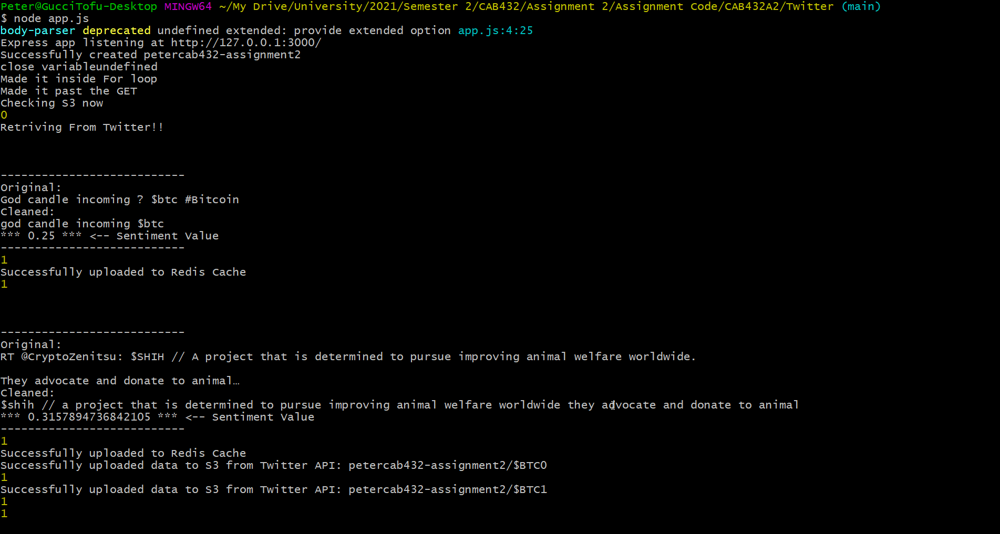 Peter@GucciTofu-Desktop MINGW64 ~/My Drive/University/2021/Semester 2/CAB432/Assignment 2/Assignment Code/CAB432A2/Twitter (main)
$ node app.js
body-parser deprecated undefined extended: provide extended option app.js:4:25
Express app listening at http://127.0.0.1:3000/
Successfully created petercab432-assignment2
close variableundefined
Made it inside For loop
Made it past the GET
Checking S3 now
0
Retriving From Twitter!!
---------------------------
Original:
God candle incoming ? $btc #Bitcoin
Cleaned:
god candle incoming $btc
*** 0.25 *** <-- Sentiment Value
---------------------------
1
Successfully uploaded to Redis Cache
1
---------------------------
Original:
RT @CryptoZenitsu: $SHIH // A project that is determined to pursue improving animal welfare worldwide.
They advocate and donate to animal…
Cleaned:
$shih // a project that is determined to pursue improving animal welfare worldwide they advocate and donate to animal
*** 0.3157894736842105 *** <-- Sentiment Value
---------------------------
1
Successfully uploaded to Redis Cache
Successfully uploaded data to S3 from Twitter API: petercab432-assignment2/$BTC0
1
Successfully uploaded data to S3 from Twitter API: petercab432-assignment2/$BTC1
1
1